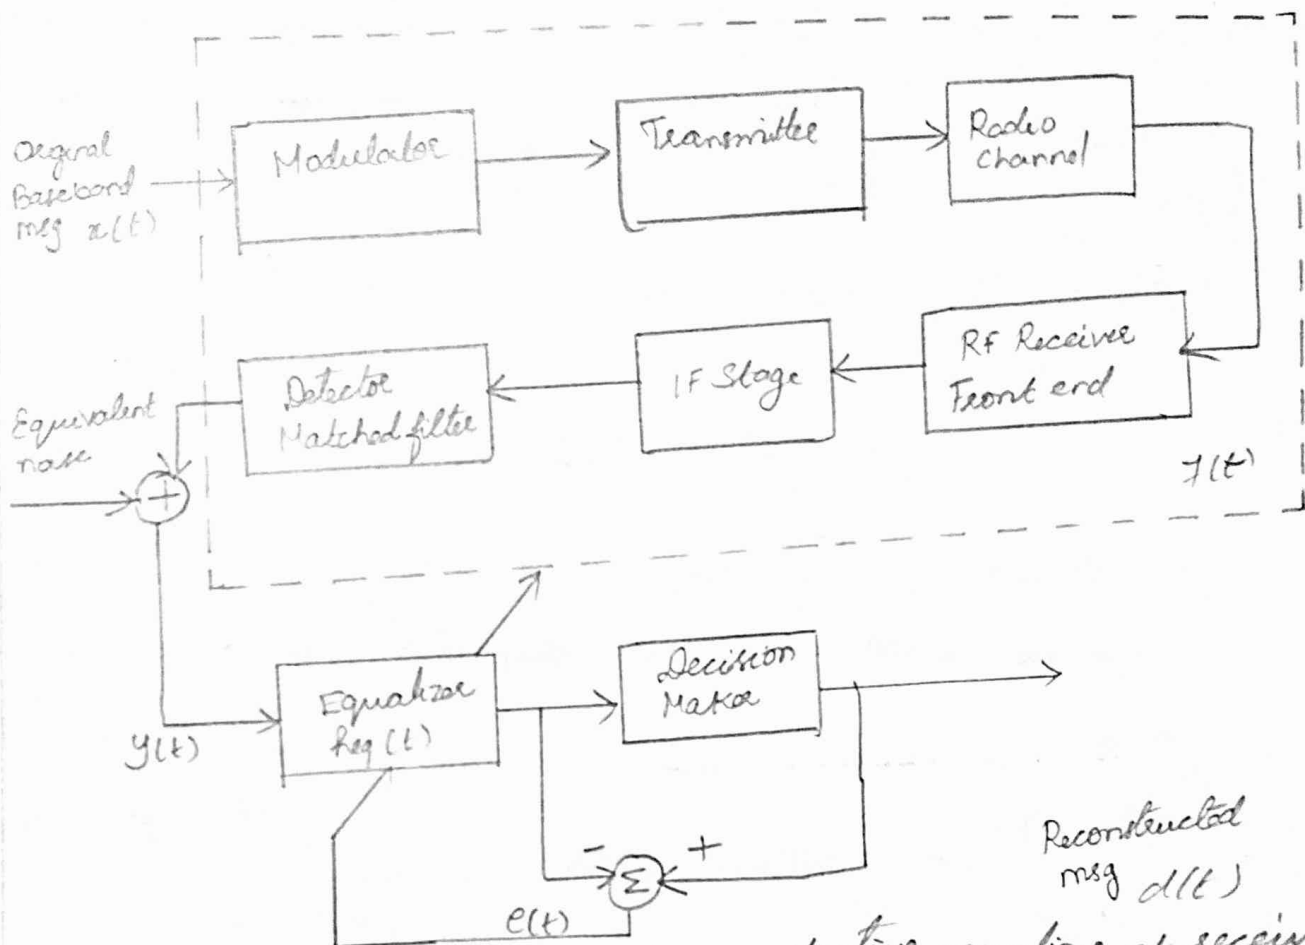 Original
Baseband
msg x(t)
Modulator
Transmitter
Radio
Channel
Rf Receiver
Front end
IF Stage
Detector
Matched filter
f(t)
Equivalent
noise
+
y(t)
Equalizer
heq (t)
Decision
Maker
- +
Σ
e(t)
Reconstructed
msg d(t)